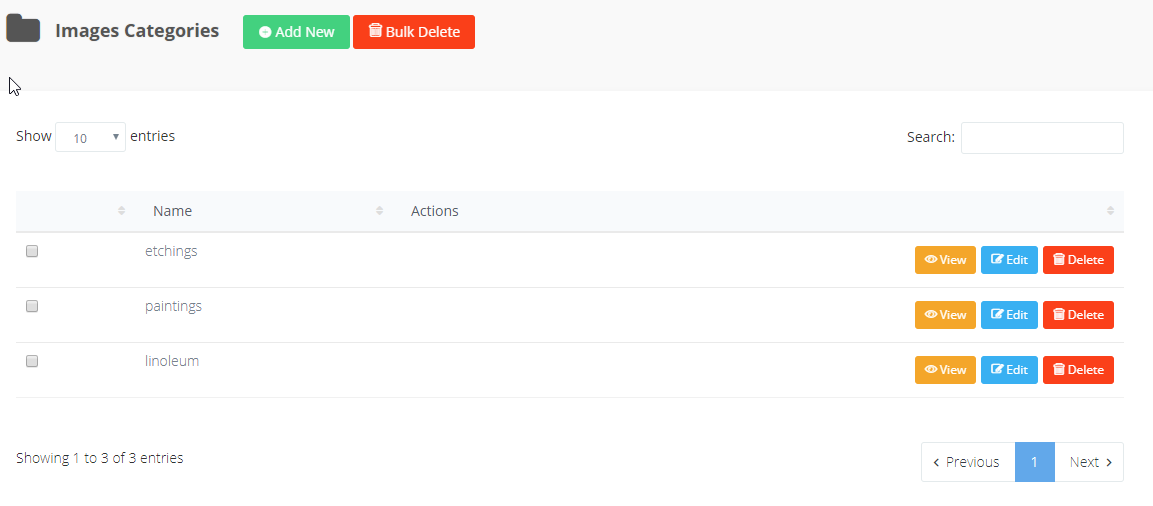 Images Categories Add New Bulk Delete
Show 10 entries Search:
Name Actions
etchings View Edit Delete
paintings View Edit Delete
linoleum View Edit Delete
Showing 1 to 3 of 3 entries Previous 1 Next